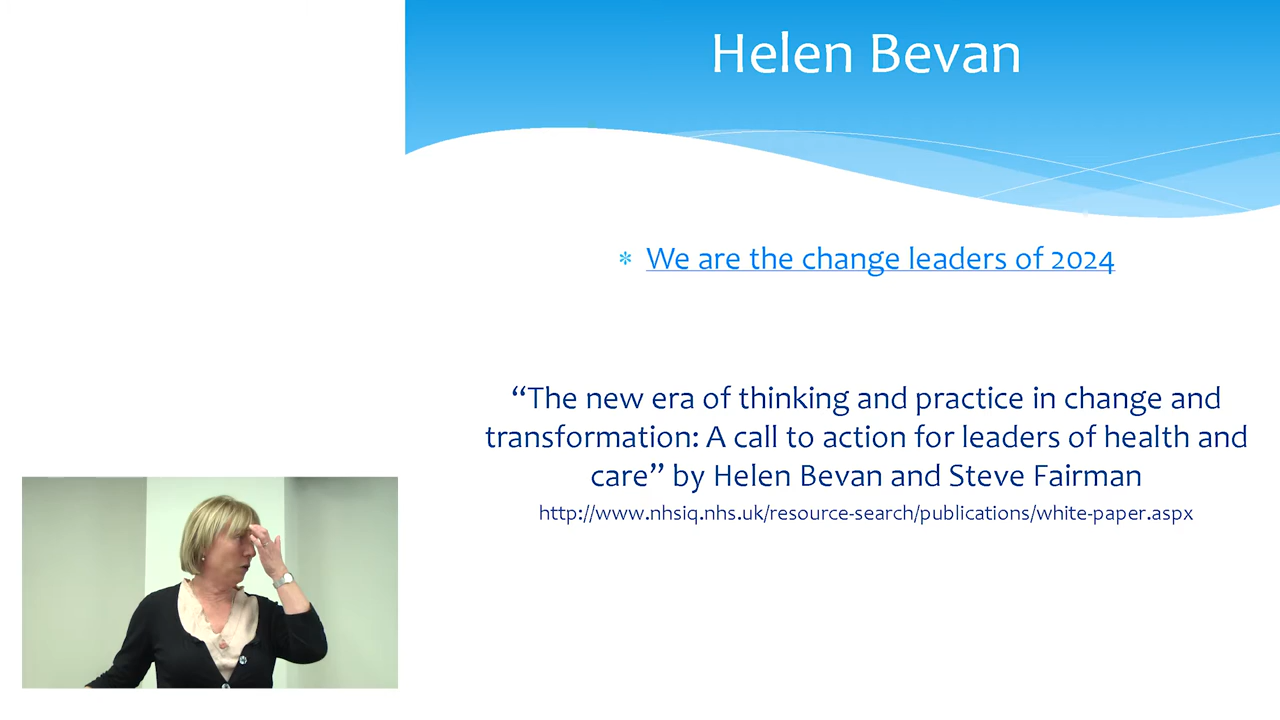 Helen Bevan
* We are the change leaders of 2024
“The new era of thinking and practice in change and
transformation: A call to action for leaders of health and
care” by Helen Bevan and Steve Fairman
http://www.nhsiq.nhs.uk/resource-search/publications/white-paper.aspx